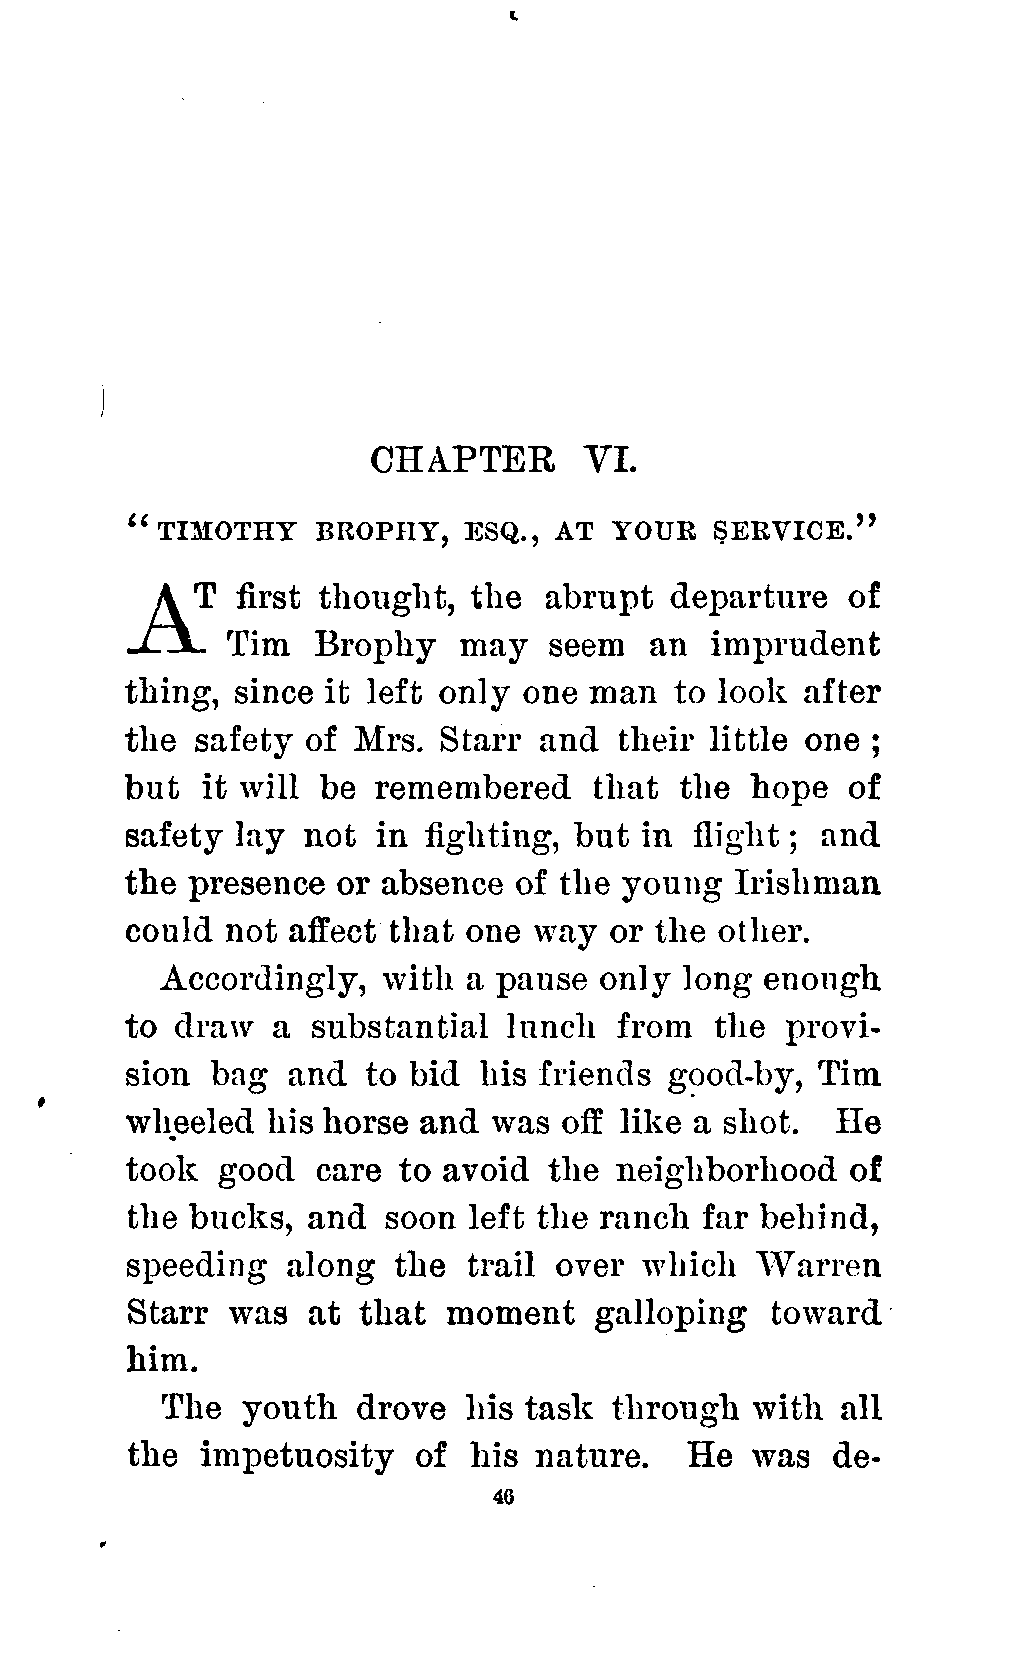 CHAPTER VI.
"TIMOTHY BROPHY, ESQ., AT YOUR SERVICE."
AT first thought, the abrupt departure of
Tim Brophy may seem an imprudent
thing, since it left only one man to look after
the safety of Mrs. Starr and their little one ;
but it will be remembered that the hope of
safety lay not in fighting, but in flight ; and
the presence or absence of the young Irishman
could not affect that one way or the other.
Accordingly, with a pause only long enough
to draw a substantial lunch from the provi-
sion bag and to bid his friends good-by, Tim
wheeled his horse and was off like a shot. He
took good care to avoid the neighborhood of
the bucks, and soon left the ranch far behind,
speeding along the trail over which Warren
Starr was at that moment galloping toward
him.
The youth drove his task through with all
the impetuosity of his nature. He was de-
46